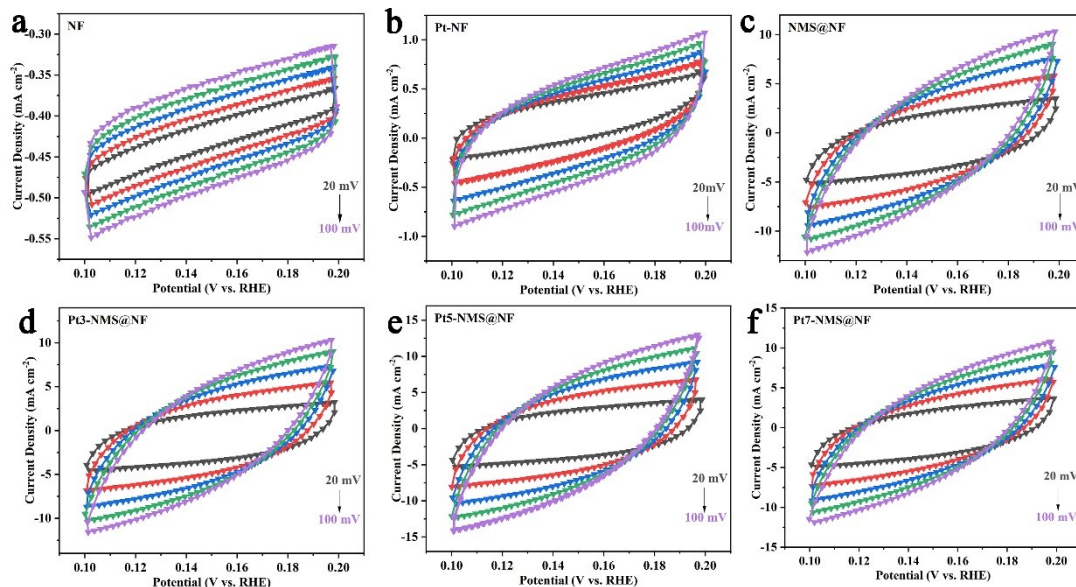 a
NF
-0.30
-0.35
-0.40
-0.45
-0.50
-0.55
Current Density (mA cm⁻²)
20 mV
100 mV
0.10 0.12 0.14 0.16 0.18 0.20
Potential (V vs. RHE)
b
Pt-NF
1.0
0.5
0.0
-0.5
-1.0
Current Density (mA cm⁻²)
20mV
100mV
0.10 0.12 0.14 0.16 0.18 0.20
Potential (V vs. RHE)
c
NMS@NF
10
5
0
-5
-10
Current Density (mA cm⁻²)
20 mV
100 mV
0.10 0.12 0.14 0.16 0.18 0.20
Potential (V vs. RHE)
d
Pt3-NMS@NF
10
5
0
-5
-10
Current Density (mA cm⁻²)
20 mV
100 mV
0.10 0.12 0.14 0.16 0.18 0.20
Potential (V vs. RHE)
e
Pt5-NMS@NF
15
10
5
0
-5
-10
-15
Current Density (mA cm⁻²)
20 mV
100 mV
0.10 0.12 0.14 0.16 0.18 0.20
Potential (V vs. RHE)
f
Pt7-NMS@NF
15
10
5
0
-5
-10
-15
Current Density (mA cm⁻²)
20 mV
100 mV
0.10 0.12 0.14 0.16 0.18 0.20
Potential (V vs. RHE)